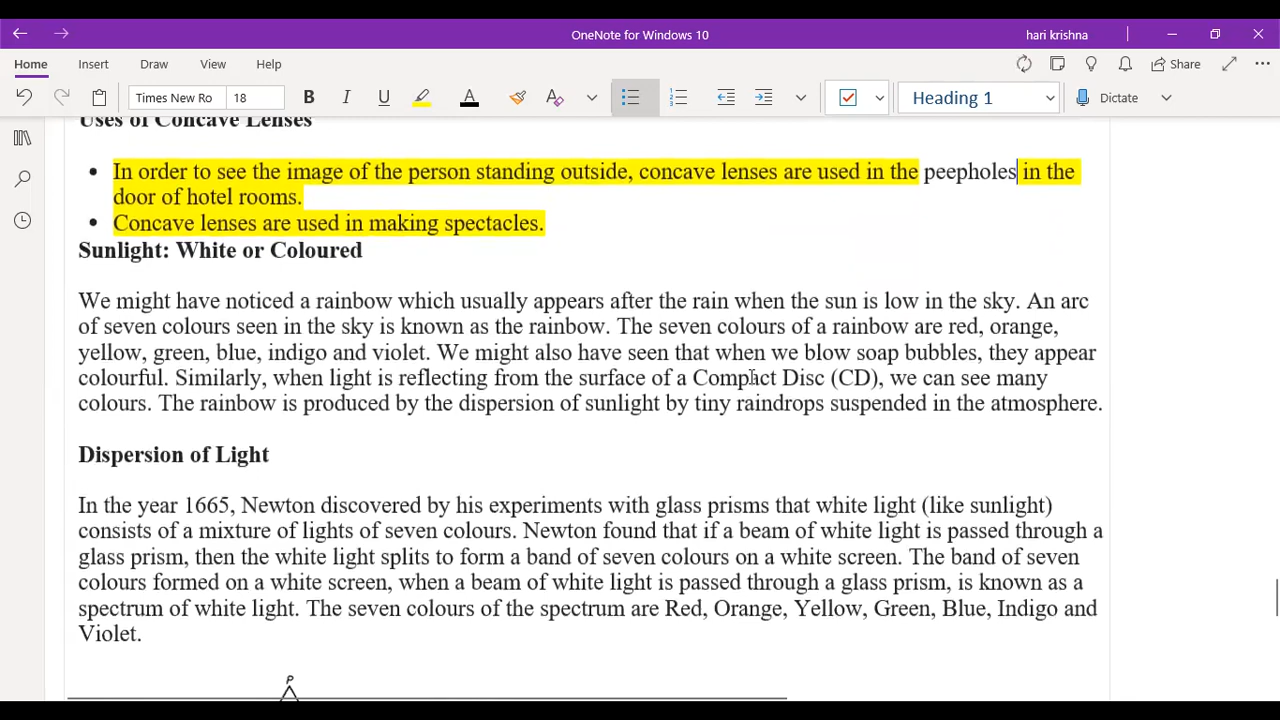 OneNote for Windows 10
hari krishna
Home Insert Draw View Help
Share
Times New Ro 18 B I U A A Heading 1 Dictate
Uses of Concave Lenses
• In order to see the image of the person standing outside, concave lenses are used in the peepholes in the
door of hotel rooms.
• Concave lenses are used in making spectacles.
Sunlight: White or Coloured
We might have noticed a rainbow which usually appears after the rain when the sun is low in the sky. An arc
of seven colours seen in the sky is known as the rainbow. The seven colours of a rainbow are red, orange,
yellow, green, blue, indigo and violet. We might also have seen that when we blow soap bubbles, they appear
colourful. Similarly, when light is reflecting from the surface of a Compact Disc (CD), we can see many
colours. The rainbow is produced by the dispersion of sunlight by tiny raindrops suspended in the atmosphere.
Dispersion of Light
In the year 1665, Newton discovered by his experiments with glass prisms that white light (like sunlight)
consists of a mixture of lights of seven colours. Newton found that if a beam of white light is passed through a
glass prism, then the white light splits to form a band of seven colours on a white screen. The band of seven
colours formed on a white screen, when a beam of white light is passed through a glass prism, is known as a
spectrum of white light. The seven colours of the spectrum are Red, Orange, Yellow, Green, Blue, Indigo and
Violet.
P